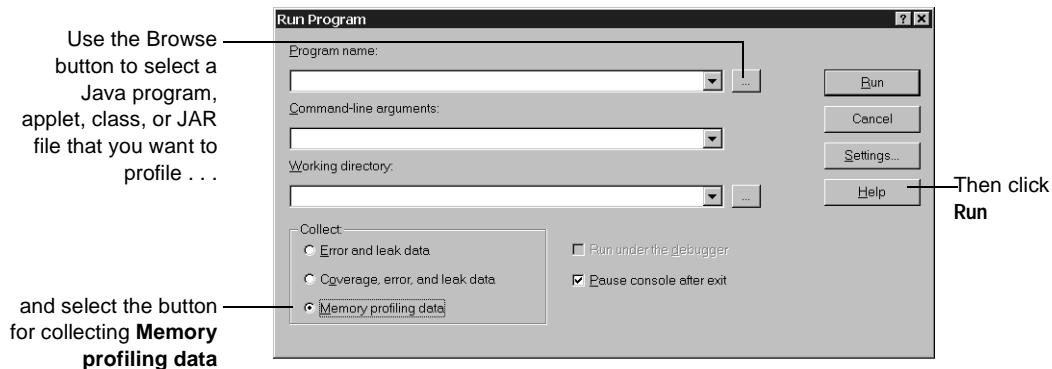 Run Program
Use the Browse
button to select a
Java program,
applet, class, or JAR
file that you want to
profile . . .
Program name:
...
Run
Command-line arguments:
Cancel
Settings...
Working directory:
...
Help
Then click
Run
Collect:
Error and leak data
Run under the debugger
Coverage, error, and leak data
Pause console after exit
Memory profiling data
and select the button
for collecting Memory
profiling data